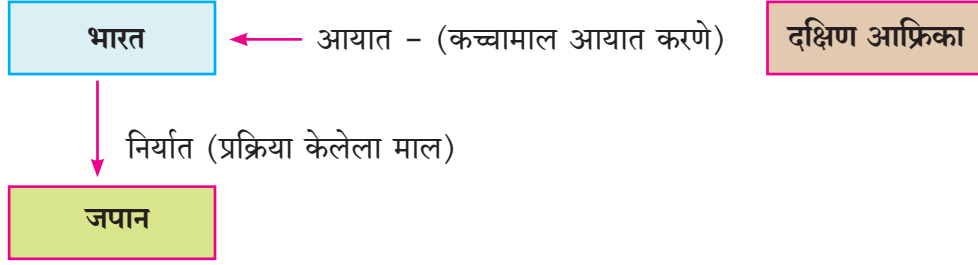 भारत आयात - (कच्चामाल आयात करणे) दक्षिण आफ्रिका
निर्यात (प्रक्रिया केलेला माल)
जपान